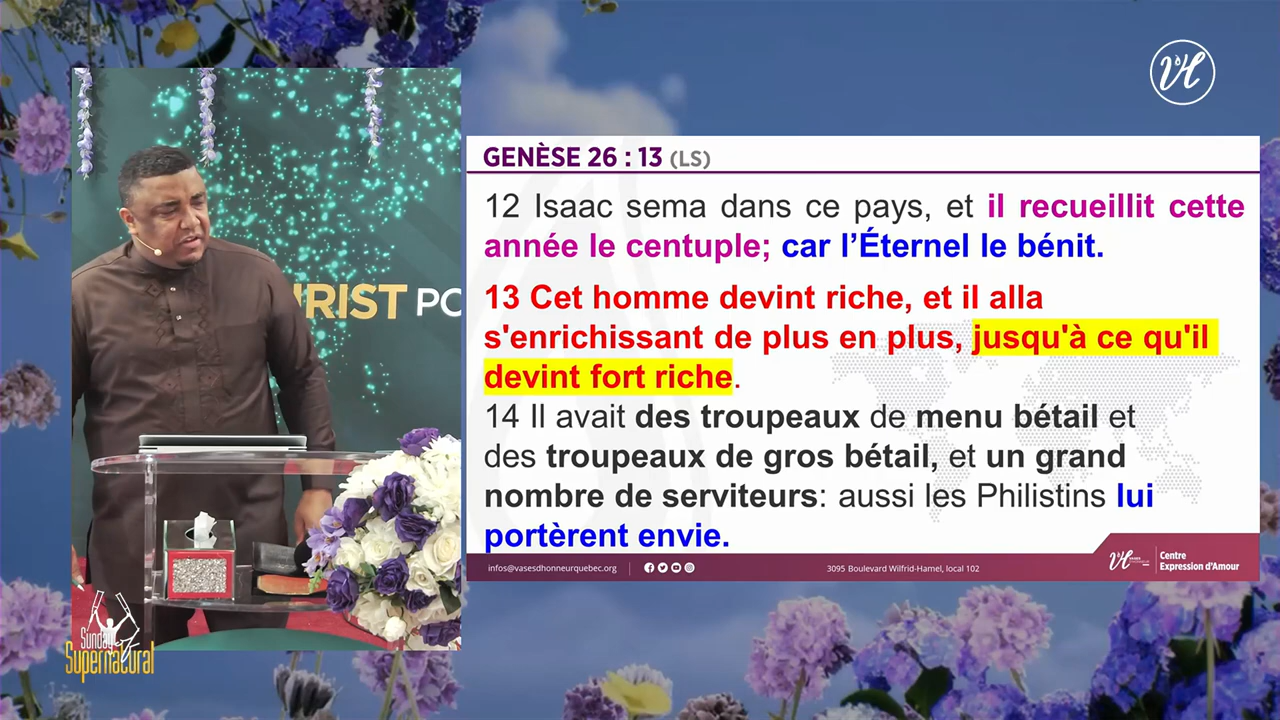 V&H
GENÈSE 26 : 13 (LS)
12 Isaac sema dans ce pays, et il recueillit cette
année le centuple; car l’Éternel le bénit.
13 Cet homme devint riche, et il alla
s'enrichissant de plus en plus, jusqu'à ce qu'il
devint fort riche.
14 Il avait des troupeaux de menu bétail et
des troupeaux de gros bétail, et un grand
nombre de serviteurs: aussi les Philistins lui
portèrent envie.
infos@vasesdhonneurquebec.org
3095 Boulevard Wilfrid-Hamel, local 102
Centre
Expression d'Amour
RIST PO
Sunday of
Supernatural